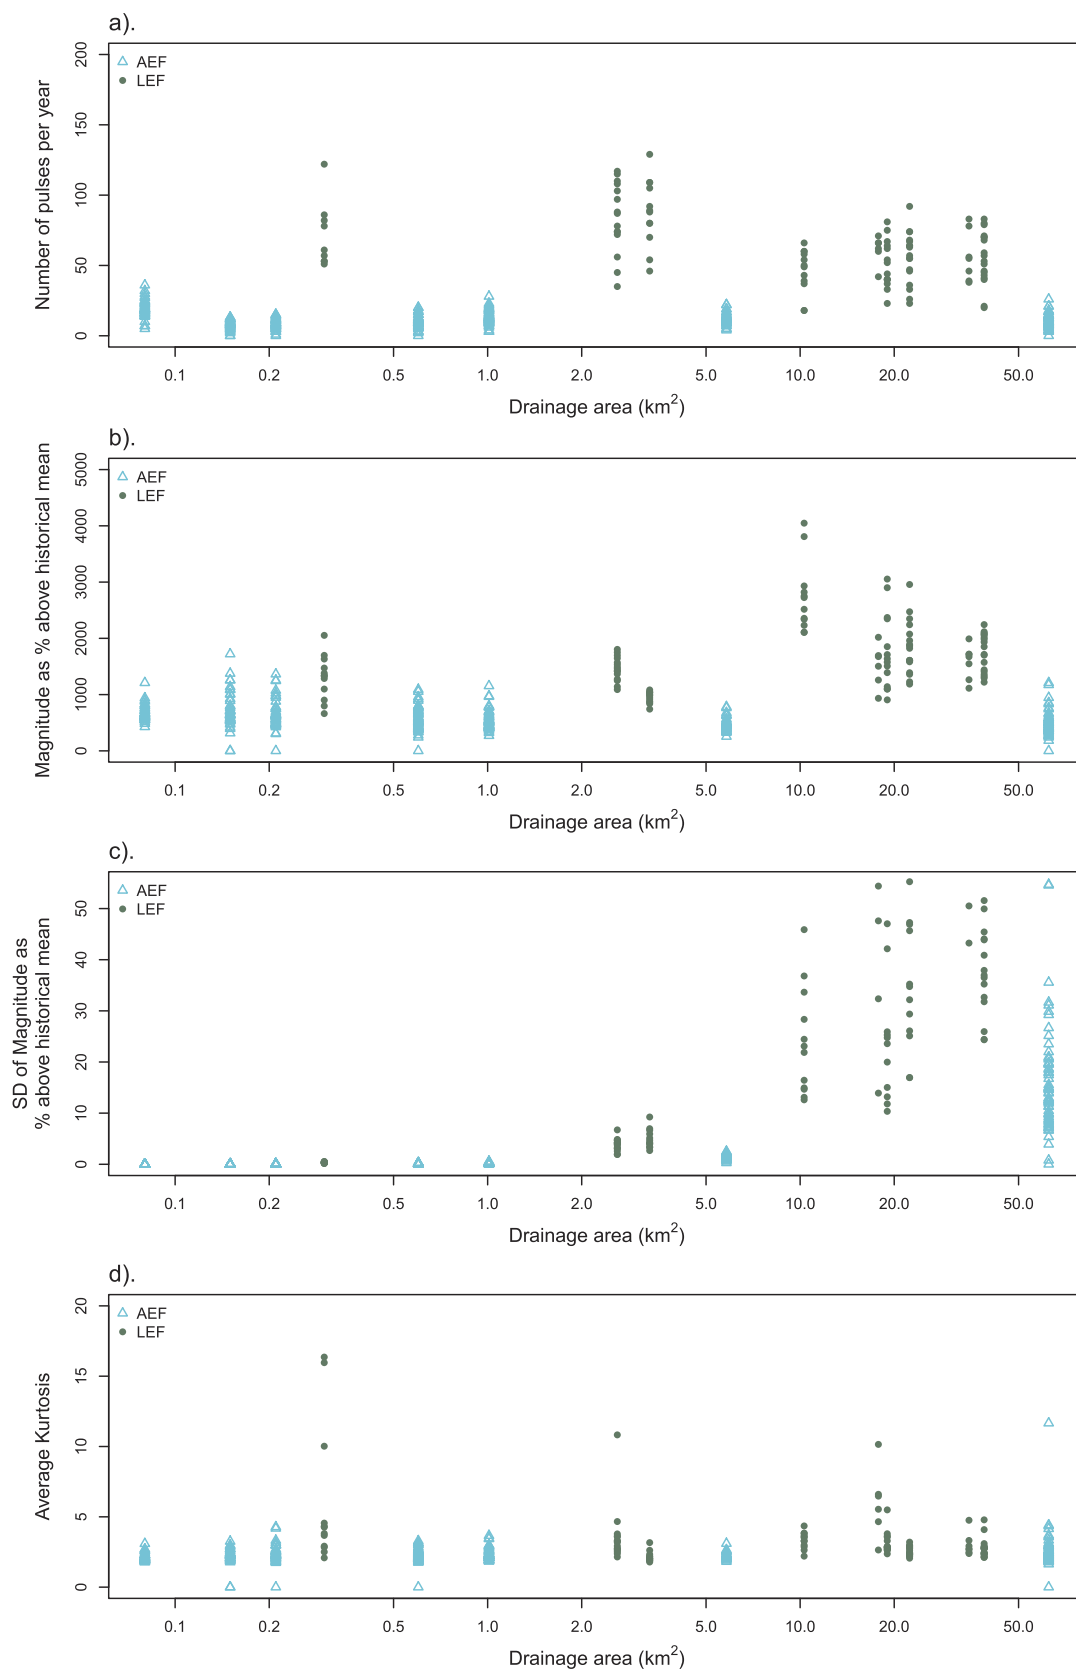 a).
AEF
LEF
Number of pulses per year
200
150
100
50
0
0.1 0.2 0.5 1.0 2.0 5.0 10.0 20.0 50.0
Drainage area (km²)
b).
AEF
LEF
Magnitude as % above historical mean
5000
4000
3000
2000
1000
0
0.1 0.2 0.5 1.0 2.0 5.0 10.0 20.0 50.0
Drainage area (km²)
c).
AEF
LEF
SD of Magnitude as
% above historical mean
50
40
30
20
10
0
0.1 0.2 0.5 1.0 2.0 5.0 10.0 20.0 50.0
Drainage area (km²)
d).
AEF
LEF
Average Kurtosis
20
15
10
5
0
0.1 0.2 0.5 1.0 2.0 5.0 10.0 20.0 50.0
Drainage area (km²)